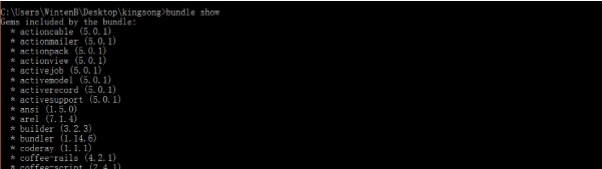 C:\Users\WintenB\Desktop\kingsong>bundle show
Gems included by the bundle:
* actioncable (5.0.1)
* actionmailer (5.0.1)
* actionpack (5.0.1)
* actionview (5.0.1)
* activejob (5.0.1)
* activemodel (5.0.1)
* activerecord (5.0.1)
* activesupport (5.0.1)
* ansi (1.5.0)
* arel (7.1.4)
* builder (3.2.3)
* bundler (1.14.6)
* coderay (1.1.1)
* coffee-rails (4.2.1)
* coffee-script (2.4.1)